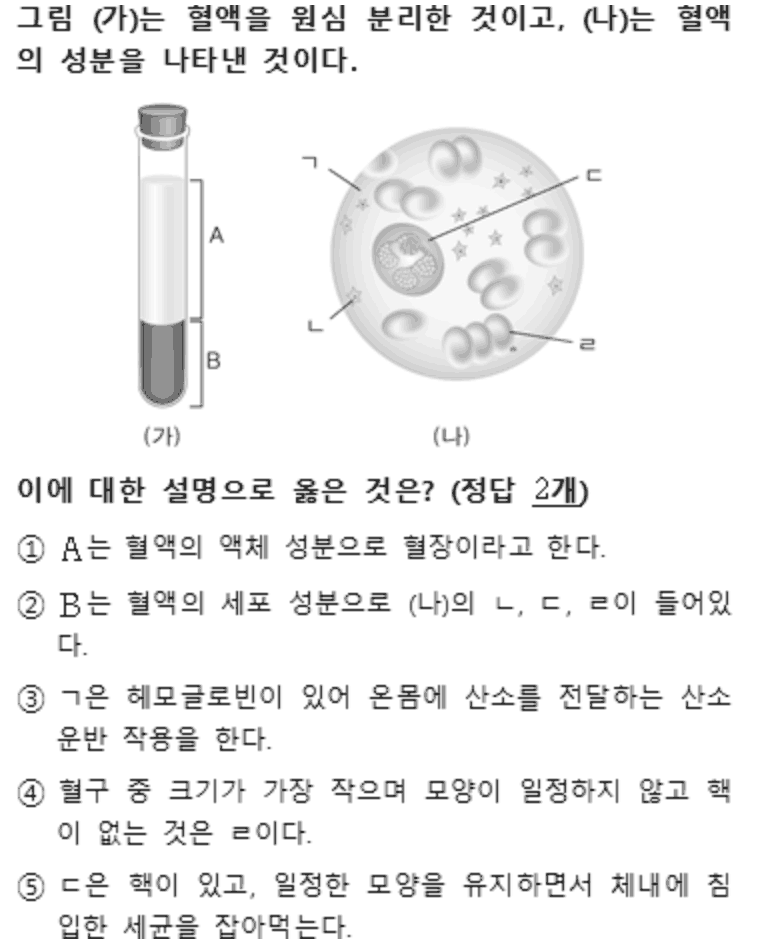 그림 (가)는 혈액을 원심 분리한 것이고, (나)는 혈액
의 성분을 나타낸 것이다.
ㄱ
ㄷ
A
ㄴ
B
ㄹ
(가)
(나)
이에 대한 설명으로 옳은 것은? (정답 2개)
① A는 혈액의 액체 성분으로 혈장이라고 한다.
② B는 혈액의 세포 성분으로 (나)의 ㄴ, ㄷ, ㄹ이 들어있
다.
③ ㄱ은 헤모글로빈이 있어 온몸에 산소를 전달하는 산소
운반 작용을 한다.
④ 혈구 중 크기가 가장 작으며 모양이 일정하지 않고 핵
이 없는 것은 ㄹ이다.
⑤ ㄷ은 핵이 있고, 일정한 모양을 유지하면서 체내에 침
입한 세균을 잡아먹는다.